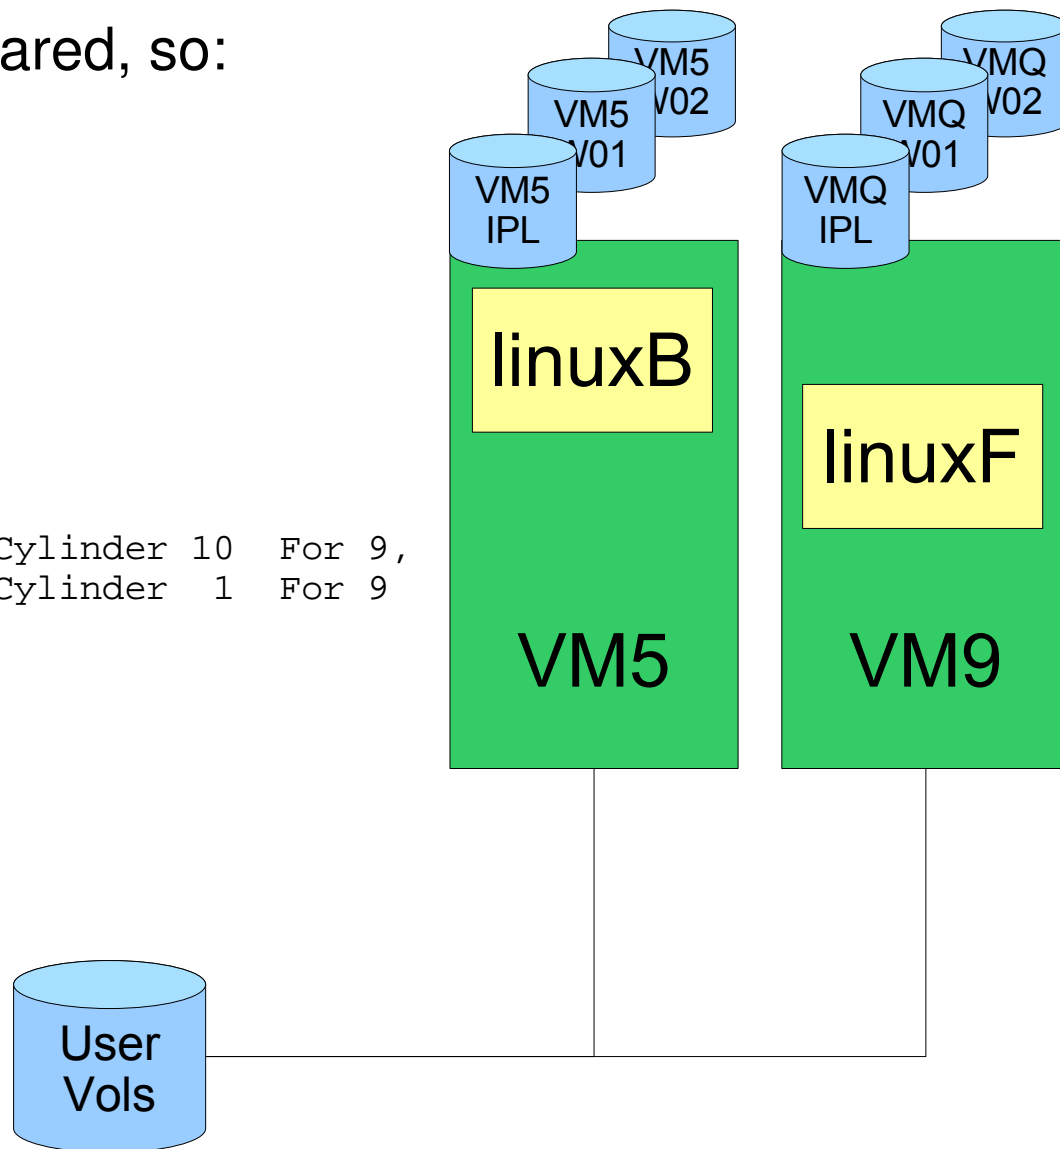 ared, so:
VM5
W02
VMQ
W02
VM5
W01
VMQ
W01
VM5
IPL
VMQ
IPL
linuxB
linuxF
Cylinder 10 For 9,
Cylinder 1 For 9
VM5
VM9
User
Vols